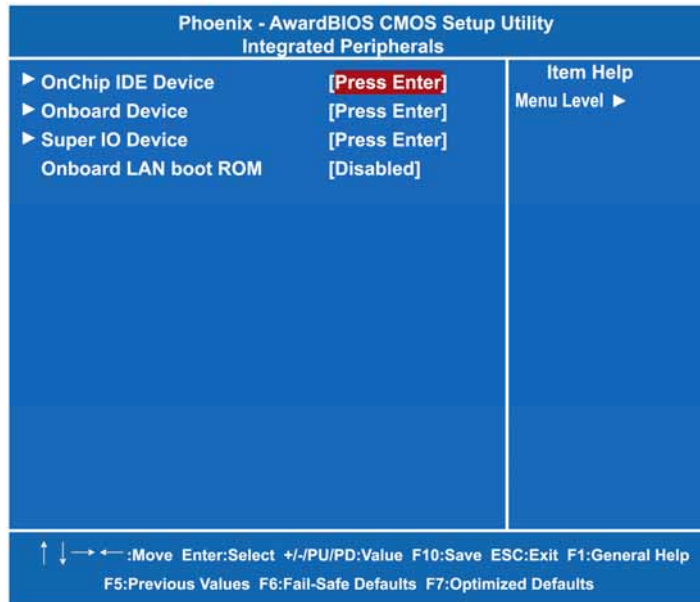 Phoenix - AwardBIOS CMOS Setup Utility
Integrated Peripherals
► OnChip IDE Device [Press Enter]
► Onboard Device [Press Enter]
► Super IO Device [Press Enter]
Onboard LAN boot ROM [Disabled]
Item Help
Menu Level ►
↑ ↓ → ← :Move Enter:Select +/-/PU/PD:Value F10:Save ESC:Exit F1:General Help
F5:Previous Values F6:Fail-Safe Defaults F7:Optimized Defaults